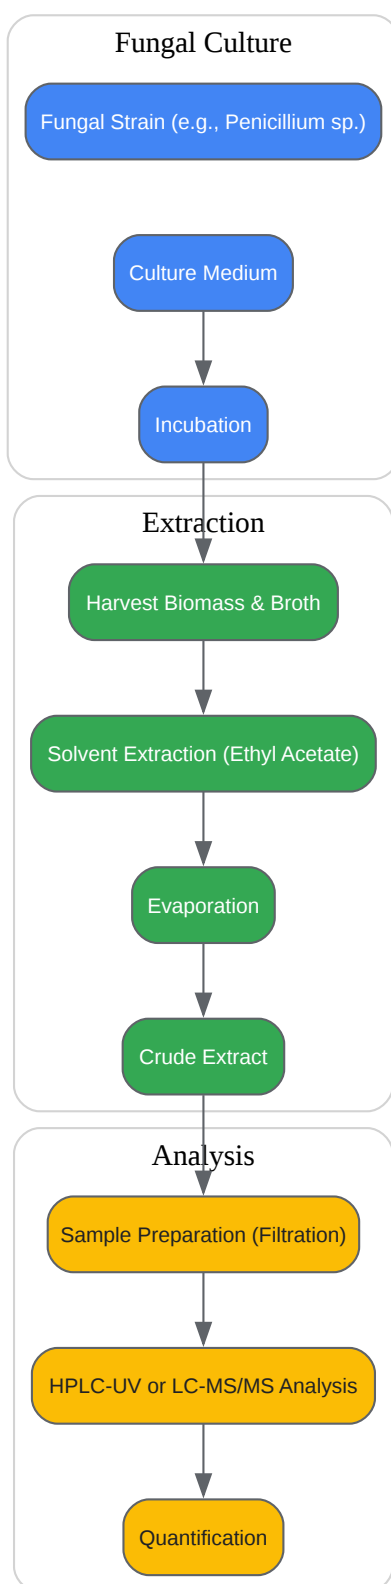 Fungal Culture
Fungal Strain (e.g., Penicillium sp.)
Culture Medium
Incubation
Extraction
Harvest Biomass & Broth
Solvent Extraction (Ethyl Acetate)
Evaporation
Crude Extract
Analysis
Sample Preparation (Filtration)
HPLC-UV or LC-MS/MS Analysis
Quantification